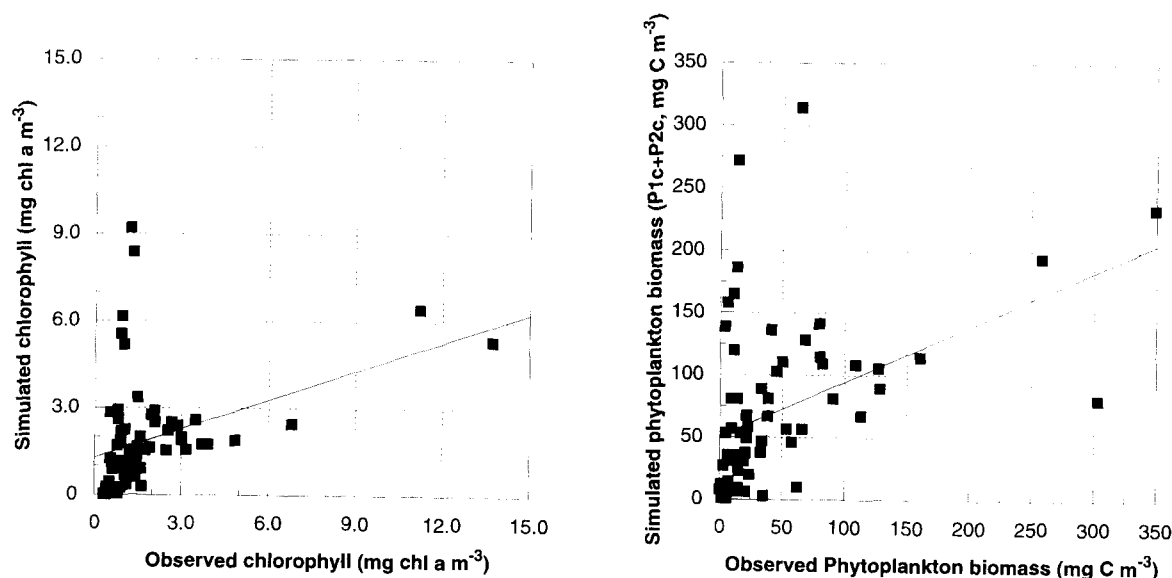 Simulated chlorophyll (mg chl a m-3)
15.0
12.0
9.0
6.0
3.0
0
0 3.0 6.0 9.0 12.0 15.0
Observed chlorophyll (mg chl a m-3)
Simulated phytoplankton biomass (P1c+P2c, mg C m-3)
350
300
250
200
150
100
50
0
0 50 100 150 200 250 300 350
Observed Phytoplankton biomass (mg C m-3)